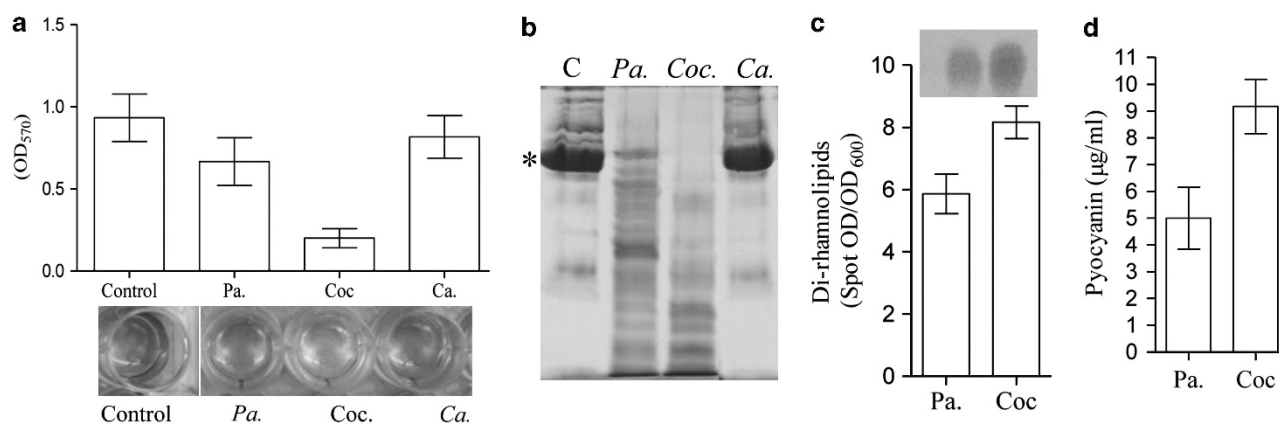 a
1.5
1.0
0.5
0.0
(OD570)
Control Pa. Coc Ca.
Control Pa. Coc. Ca.
b
C Pa. Coc. Ca.
*
c
10
8
6
4
2
0
Di-rhamnolipids
(Spot OD/OD600)
Pa. Coc
d
11
10
9
8
7
6
5
4
3
2
1
0
Pyocyanin (µg/ml)
Pa. Coc